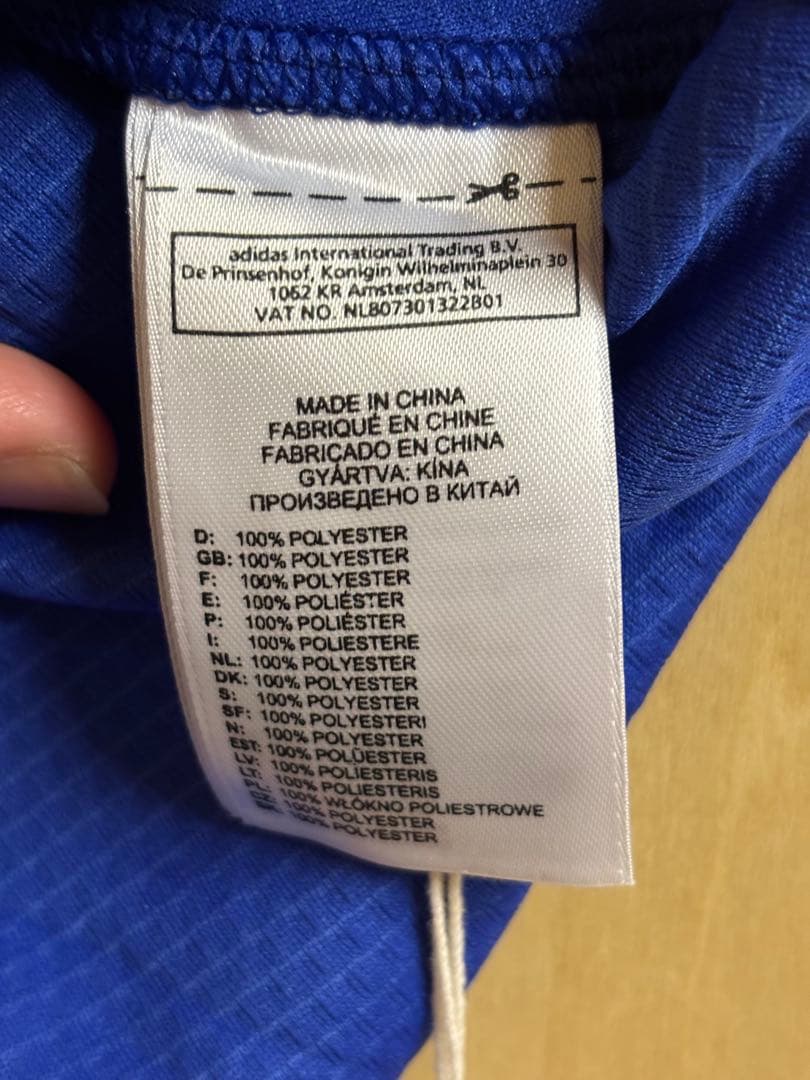 adidas International Trading B.V.
De Prinsenhof, Konigin Wilhelminaplein 30
1062 KR Amsterdam, NL
VAT NO. NL807301322B01
MADE IN CHINA
FABRIQUÉ EN CHINE
FABRICADO EN CHINA
GYÁRTVA: KÍNA
ПРОИЗВЕДЕНО В КИТАЙ
D: 100% POLYESTER
GB: 100% POLYESTER
F: 100% POLYESTER
E: 100% POLIÉSTER
P: 100% POLIÉSTER
I: 100% POLIESTERE
NL: 100% POLYESTER
DK: 100% POLYESTER
S: 100% POLYESTER
SF: 100% POLYESTERI
N: 100% POLYESTER
EST: 100% POLÜESTER
LV: 100% POLIESTERIS
LT: 100% POLIESTERIS
PL: 100% WŁÓKNO POLIESTROWE
100% POLYESTER
100% POLYESTER